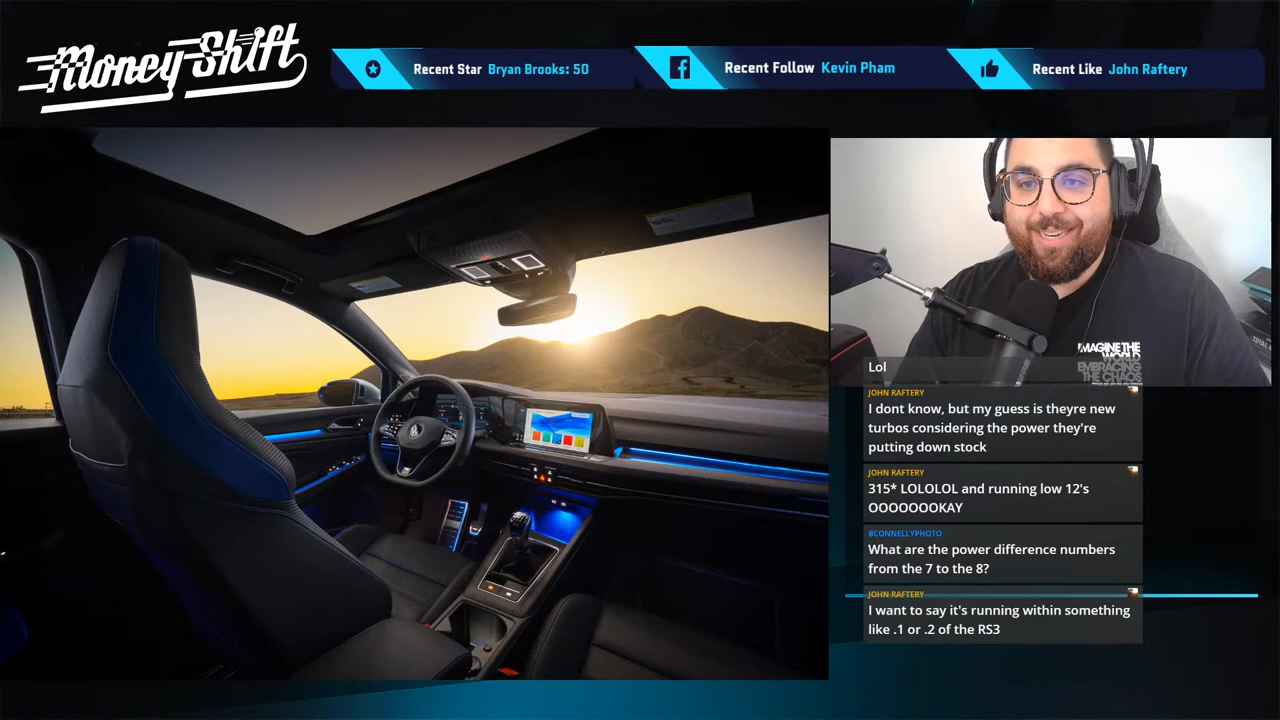 Money Shift
Recent Star Bryan Brooks: 50
Recent Follow Kevin Pham
Recent Like John Raftery
IMAGINE THE
WORLD
EMBRACING
THE CHAOS
Lol
JOHN RAFTERY
I dont know, but my guess is theyre new
turbos considering the power they're
putting down stock
JOHN RAFTERY
315* LOLOLOL and running low 12's
OOOOOOOKAY
BCONNELLYPHOTO
What are the power difference numbers
from the 7 to the 8?
JOHN RAFTERY
I want to say it's running within something
like .1 or .2 of the RS3